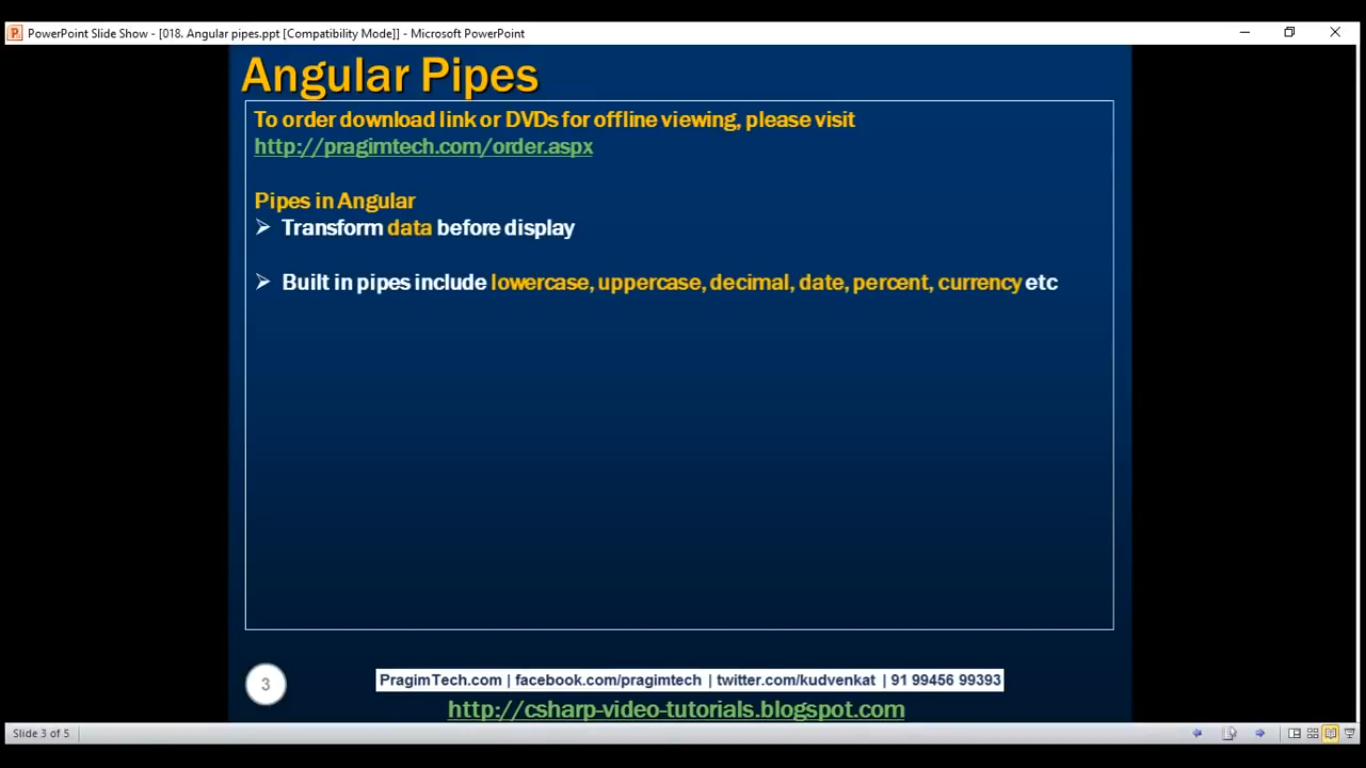 PowerPoint Slide Show - [018. Angular pipes.ppt [Compatibility Mode]] - Microsoft PowerPoint
Angular Pipes
To order download link or DVDs for offline viewing, please visit
http://pragimtech.com/order.aspx
Pipes in Angular
Transform data before display
Built in pipes include lowercase, uppercase, decimal, date, percent, currency etc
3
PragimTech.com | facebook.com/pragimtech | twitter.com/kudvenkat | 91 99456 99393
http://csharp-video-tutorials.blogspot.com
Slide 3 of 5